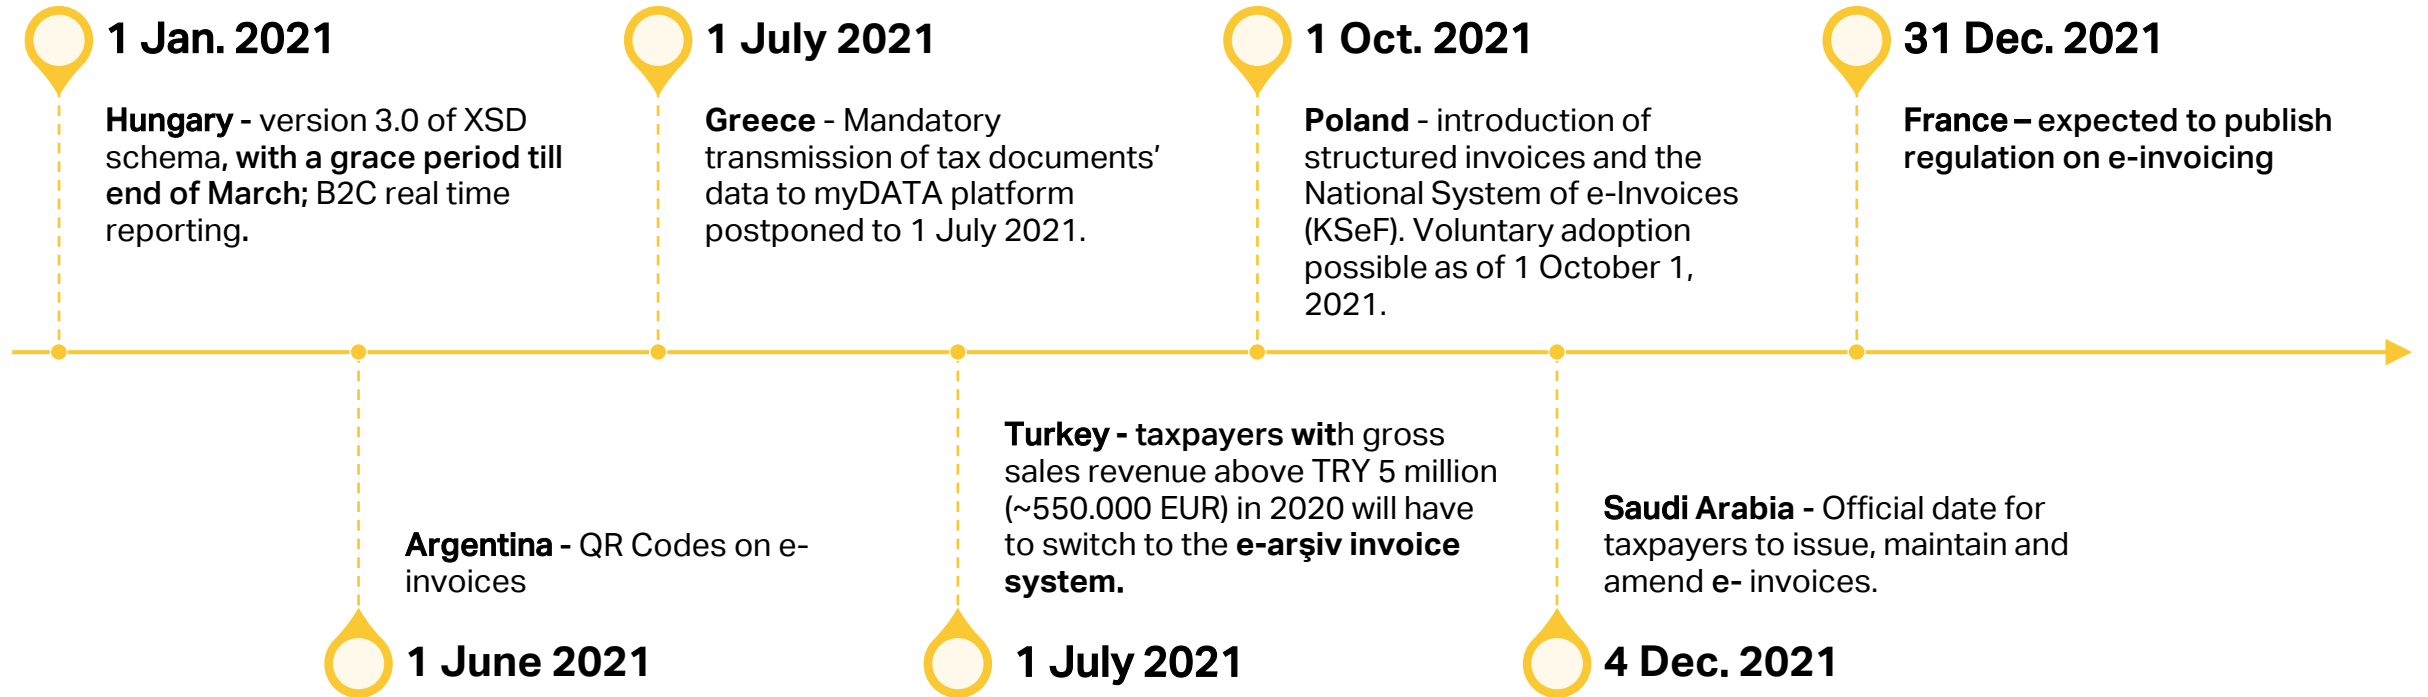 1 Jan. 2021
Hungary - version 3.0 of XSD
schema, with a grace period till
end of March; B2C real time
reporting.
1 July 2021
Greece - Mandatory
transmission of tax documents’
data to myDATA platform
postponed to 1 July 2021.
1 Oct. 2021
Poland - introduction of
structured invoices and the
National System of e-Invoices
(KSeF). Voluntary adoption
possible as of 1 October 1,
2021.
31 Dec. 2021
France – expected to publish
regulation on e-invoicing
Argentina - QR Codes on e-
invoices
1 June 2021
Turkey - taxpayers with gross
sales revenue above TRY 5 million
(~550.000 EUR) in 2020 will have
to switch to the e-arşiv invoice
system.
1 July 2021
Saudi Arabia - Official date for
taxpayers to issue, maintain and
amend e- invoices.
4 Dec. 2021